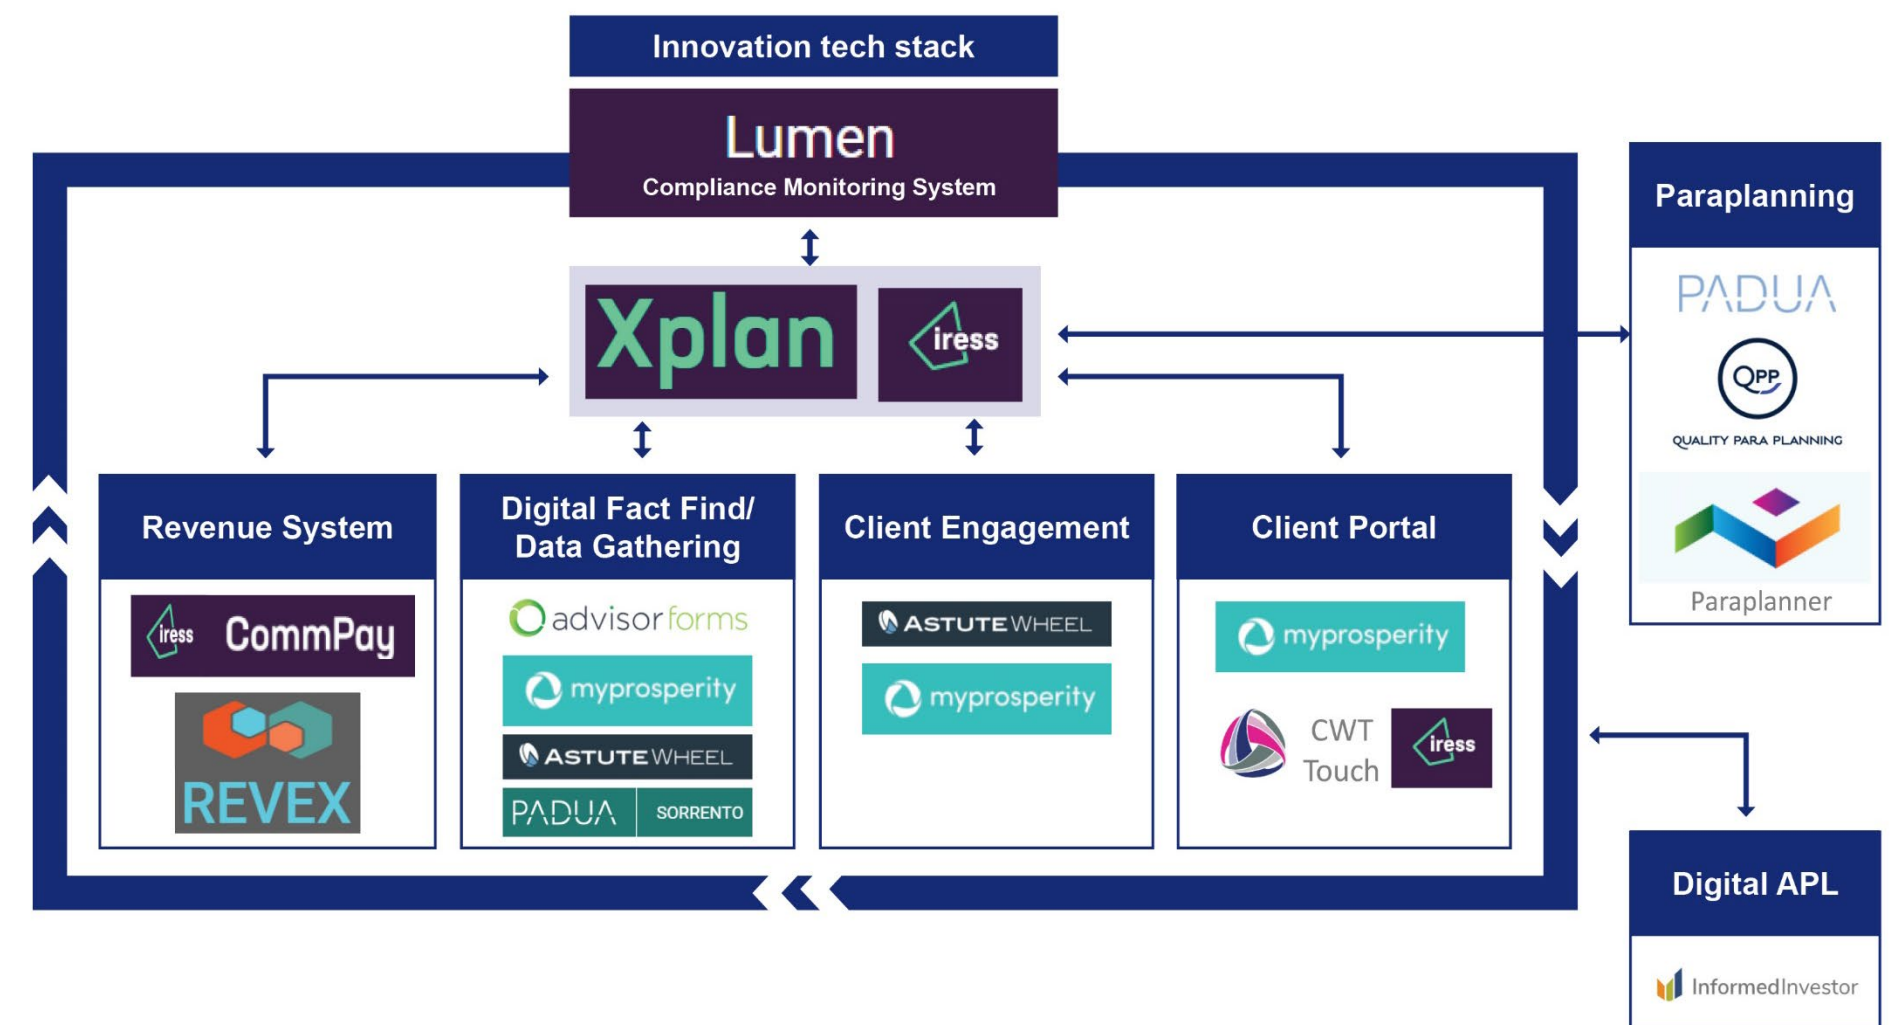 Innovation tech stack
Lumen
Compliance Monitoring System
Xplan
iress
Revenue System
iress CommPay
REVEX
Digital Fact Find/
Data Gathering
advisorforms
myprosperity
ASTUTEWHEEL
PADUA SORRENTO
Client Engagement
ASTUTEWHEEL
myprosperity
Client Portal
myprosperity
CWT
Touch
iress
Paraplanning
PADUA
QPP
QUALITY PARA PLANNING
Paraplanner
Digital APL
InformedInvestor